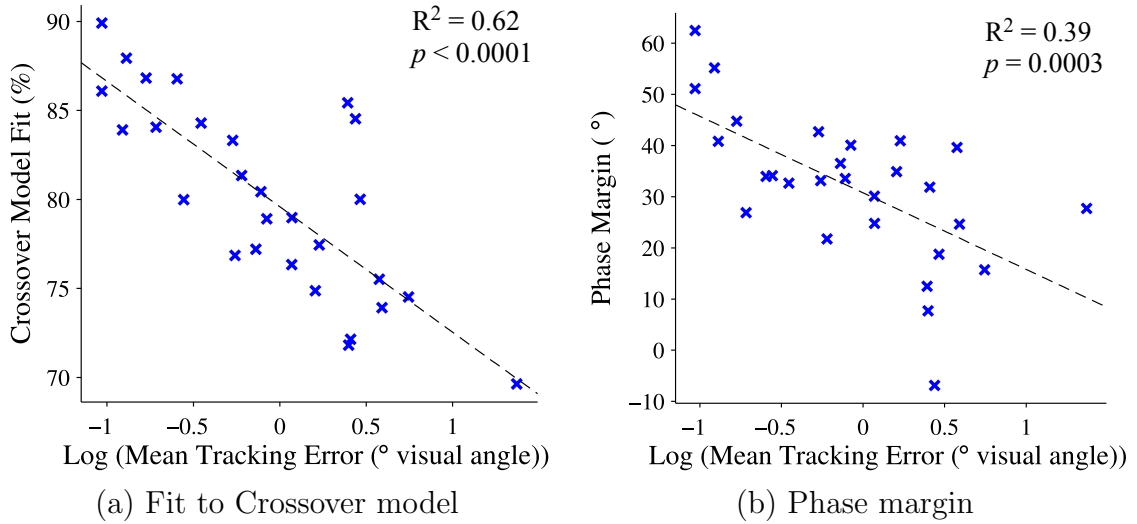 R² = 0.62
p < 0.0001
Crossover Model Fit (%)
90
85
80
75
70
−1
−0.5
0
0.5
1
Log (Mean Tracking Error (° visual angle))
(a) Fit to Crossover model
R² = 0.39
p = 0.0003
Phase Margin ( °)
60
50
40
30
20
10
0
−10
−1
−0.5
0
0.5
1
Log (Mean Tracking Error (° visual angle))
(b) Phase margin